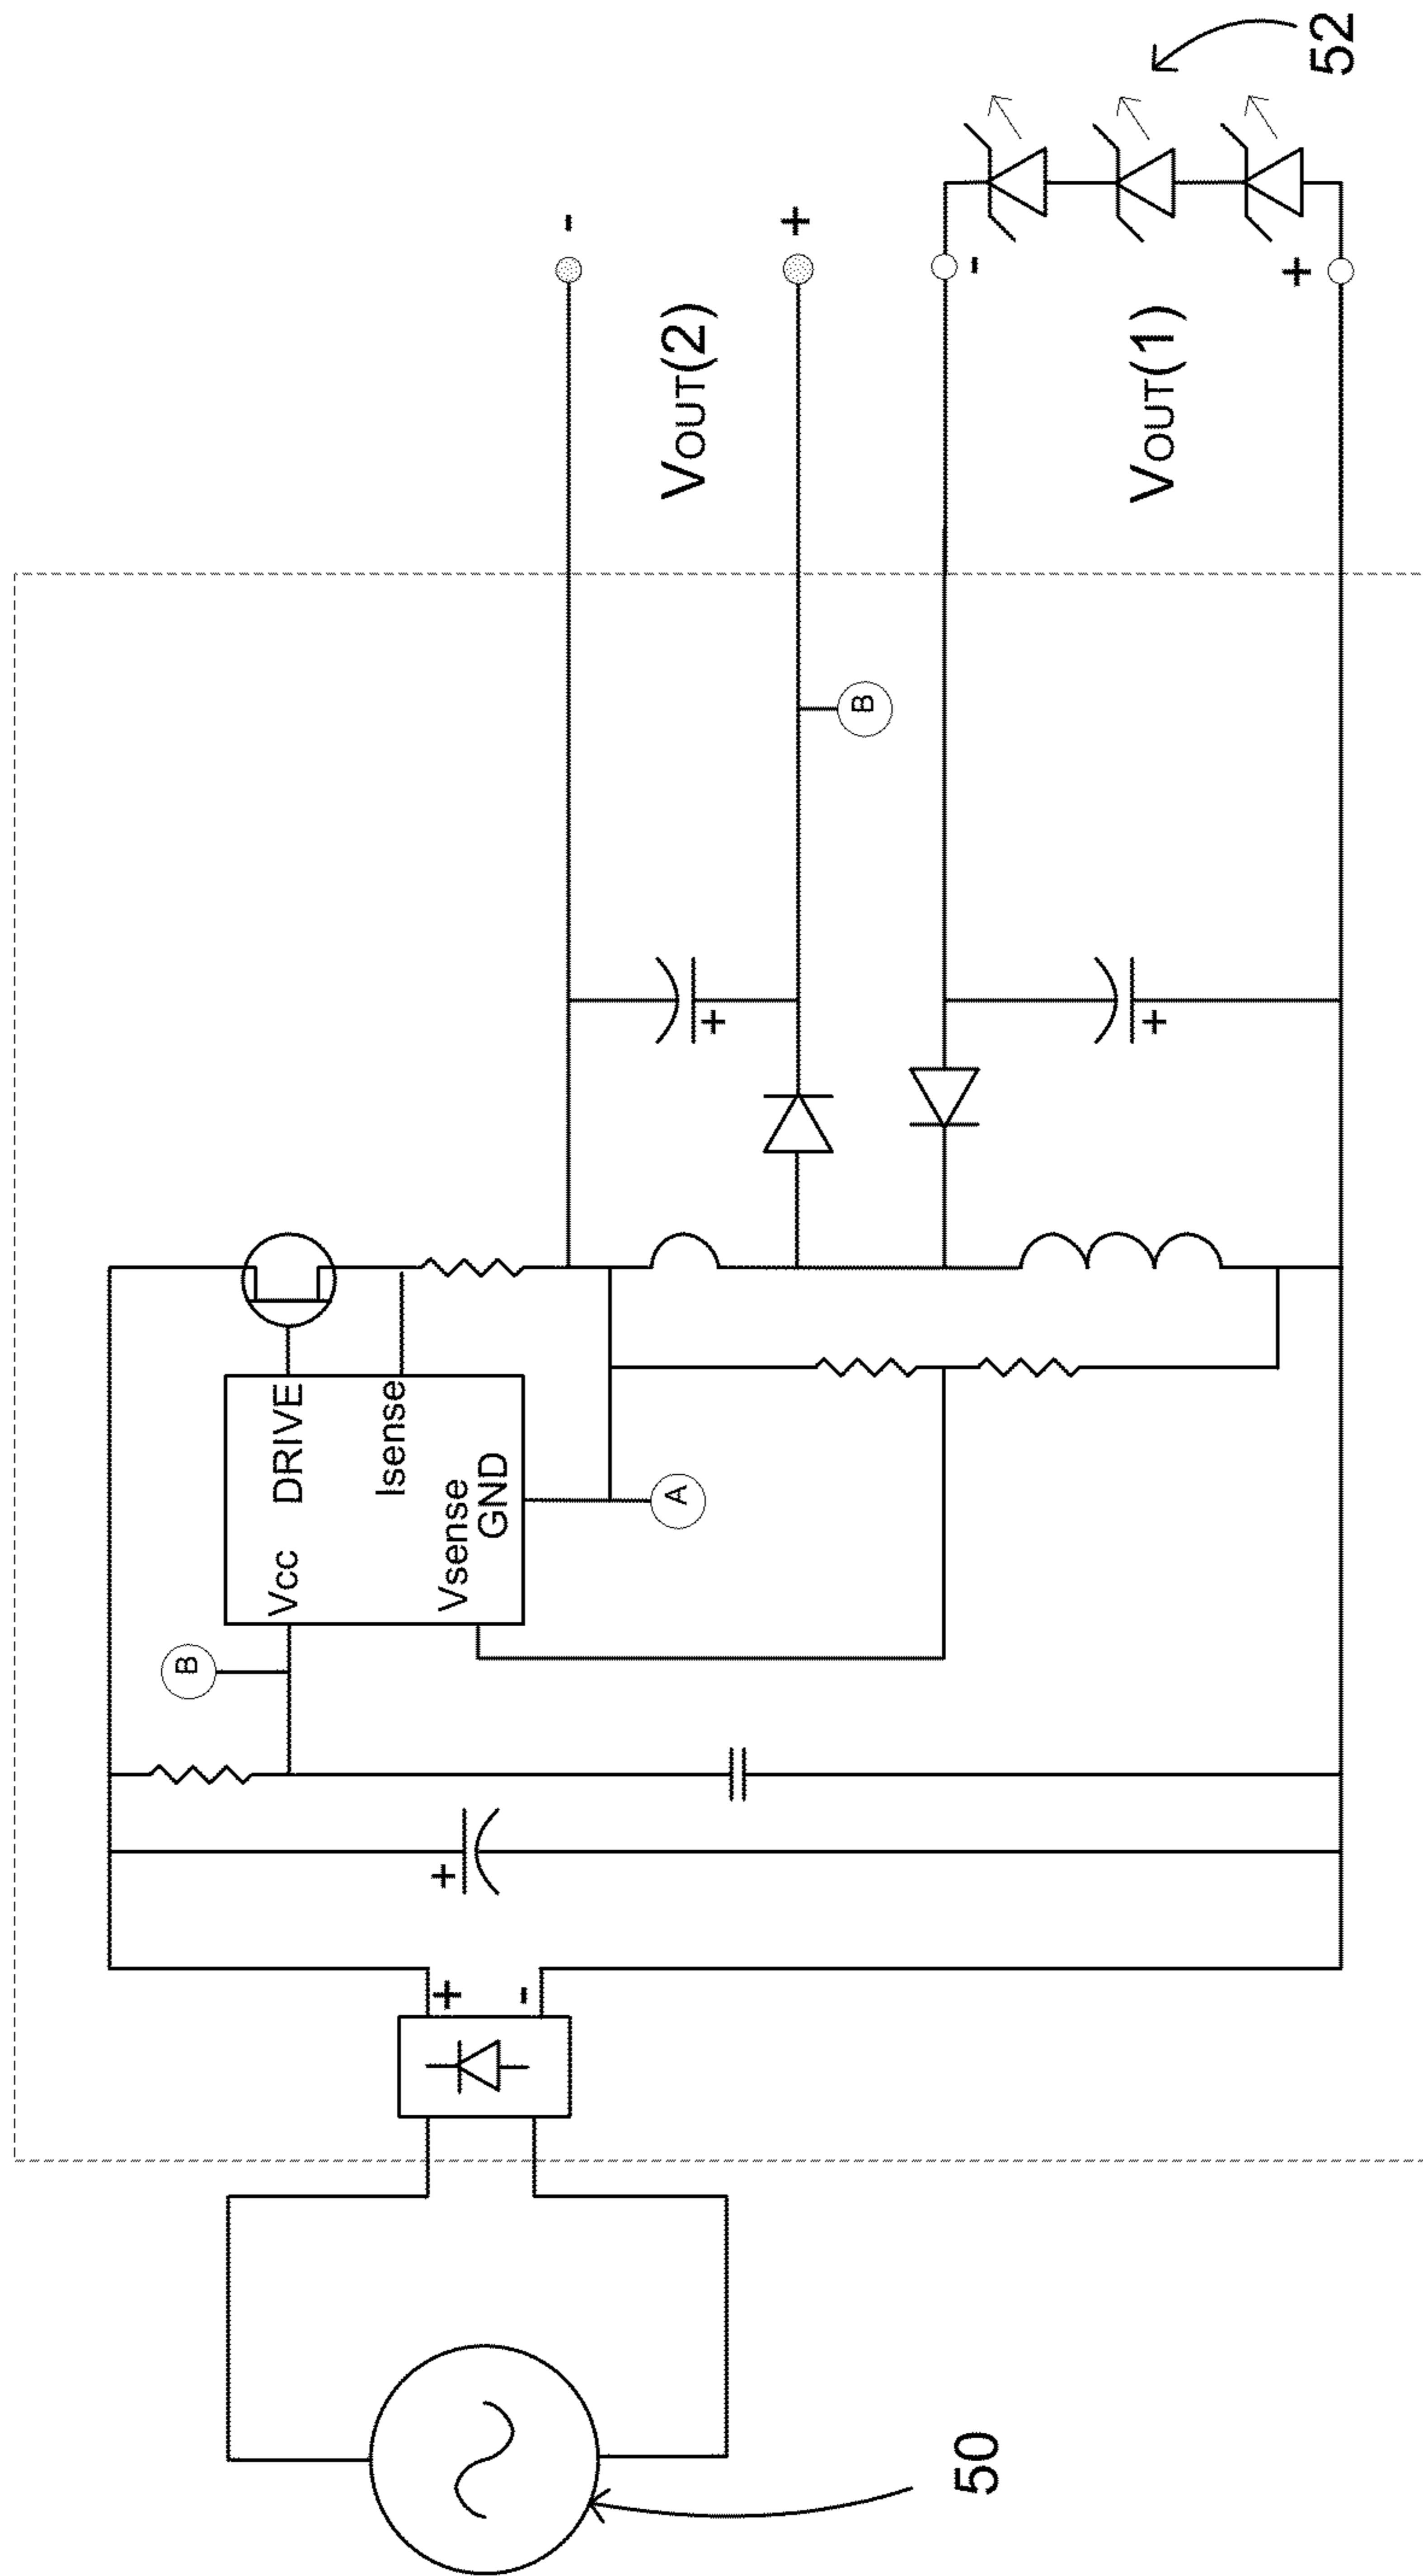 50
+
-
+
B
Vcc
DRIVE
Isense
Vsense
GND
A
+
+
B
VOUT(2)
-
+
VOUT(1)
-
+
52